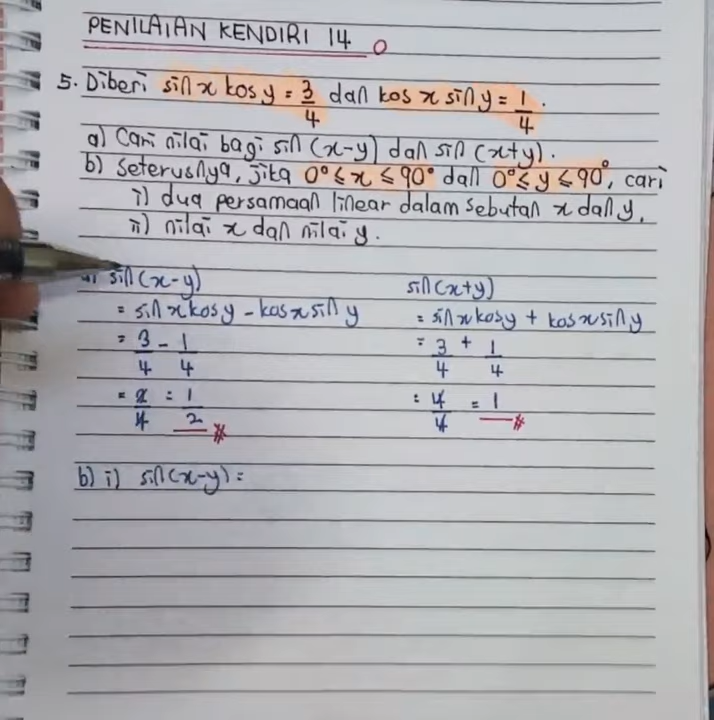 PENILAIAN KENDIRI 14
5. Diberi sin x kos y = 3/4 dan kos x sin y = 1/4.
a) Cari nilai bagi sin (x-y) dan sin (x+y).
b) Seterusnya, jika 0° ≤ x ≤ 90° dan 0° ≤ y ≤ 90°, cari
i) dua persamaan linear dalam sebutan x dan y.
ii) nilai x dan nilai y.
sin(x-y)
= sin x kos y - kos x sin y
= 3/4 - 1/4
= 2/4 = 1/2
sin(x+y)
= sin x kos y + kos x sin y
= 3/4 + 1/4
= 4/4 = 1
b) i) sin(x-y) =